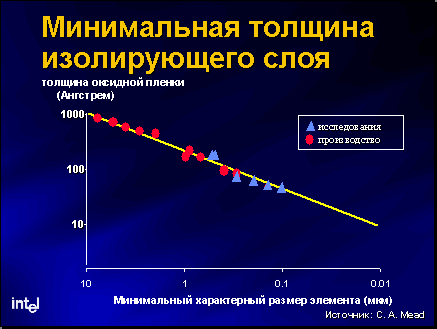 Минимальная толщина
изолирующего слоя
толщина оксидной пленки
(Ангстрем)
1000
100
10
исследования
производство
10
1
0.1
0.01
Минимальный характерный размер элемента (мкм)
intel
Источник: C. A. Mead